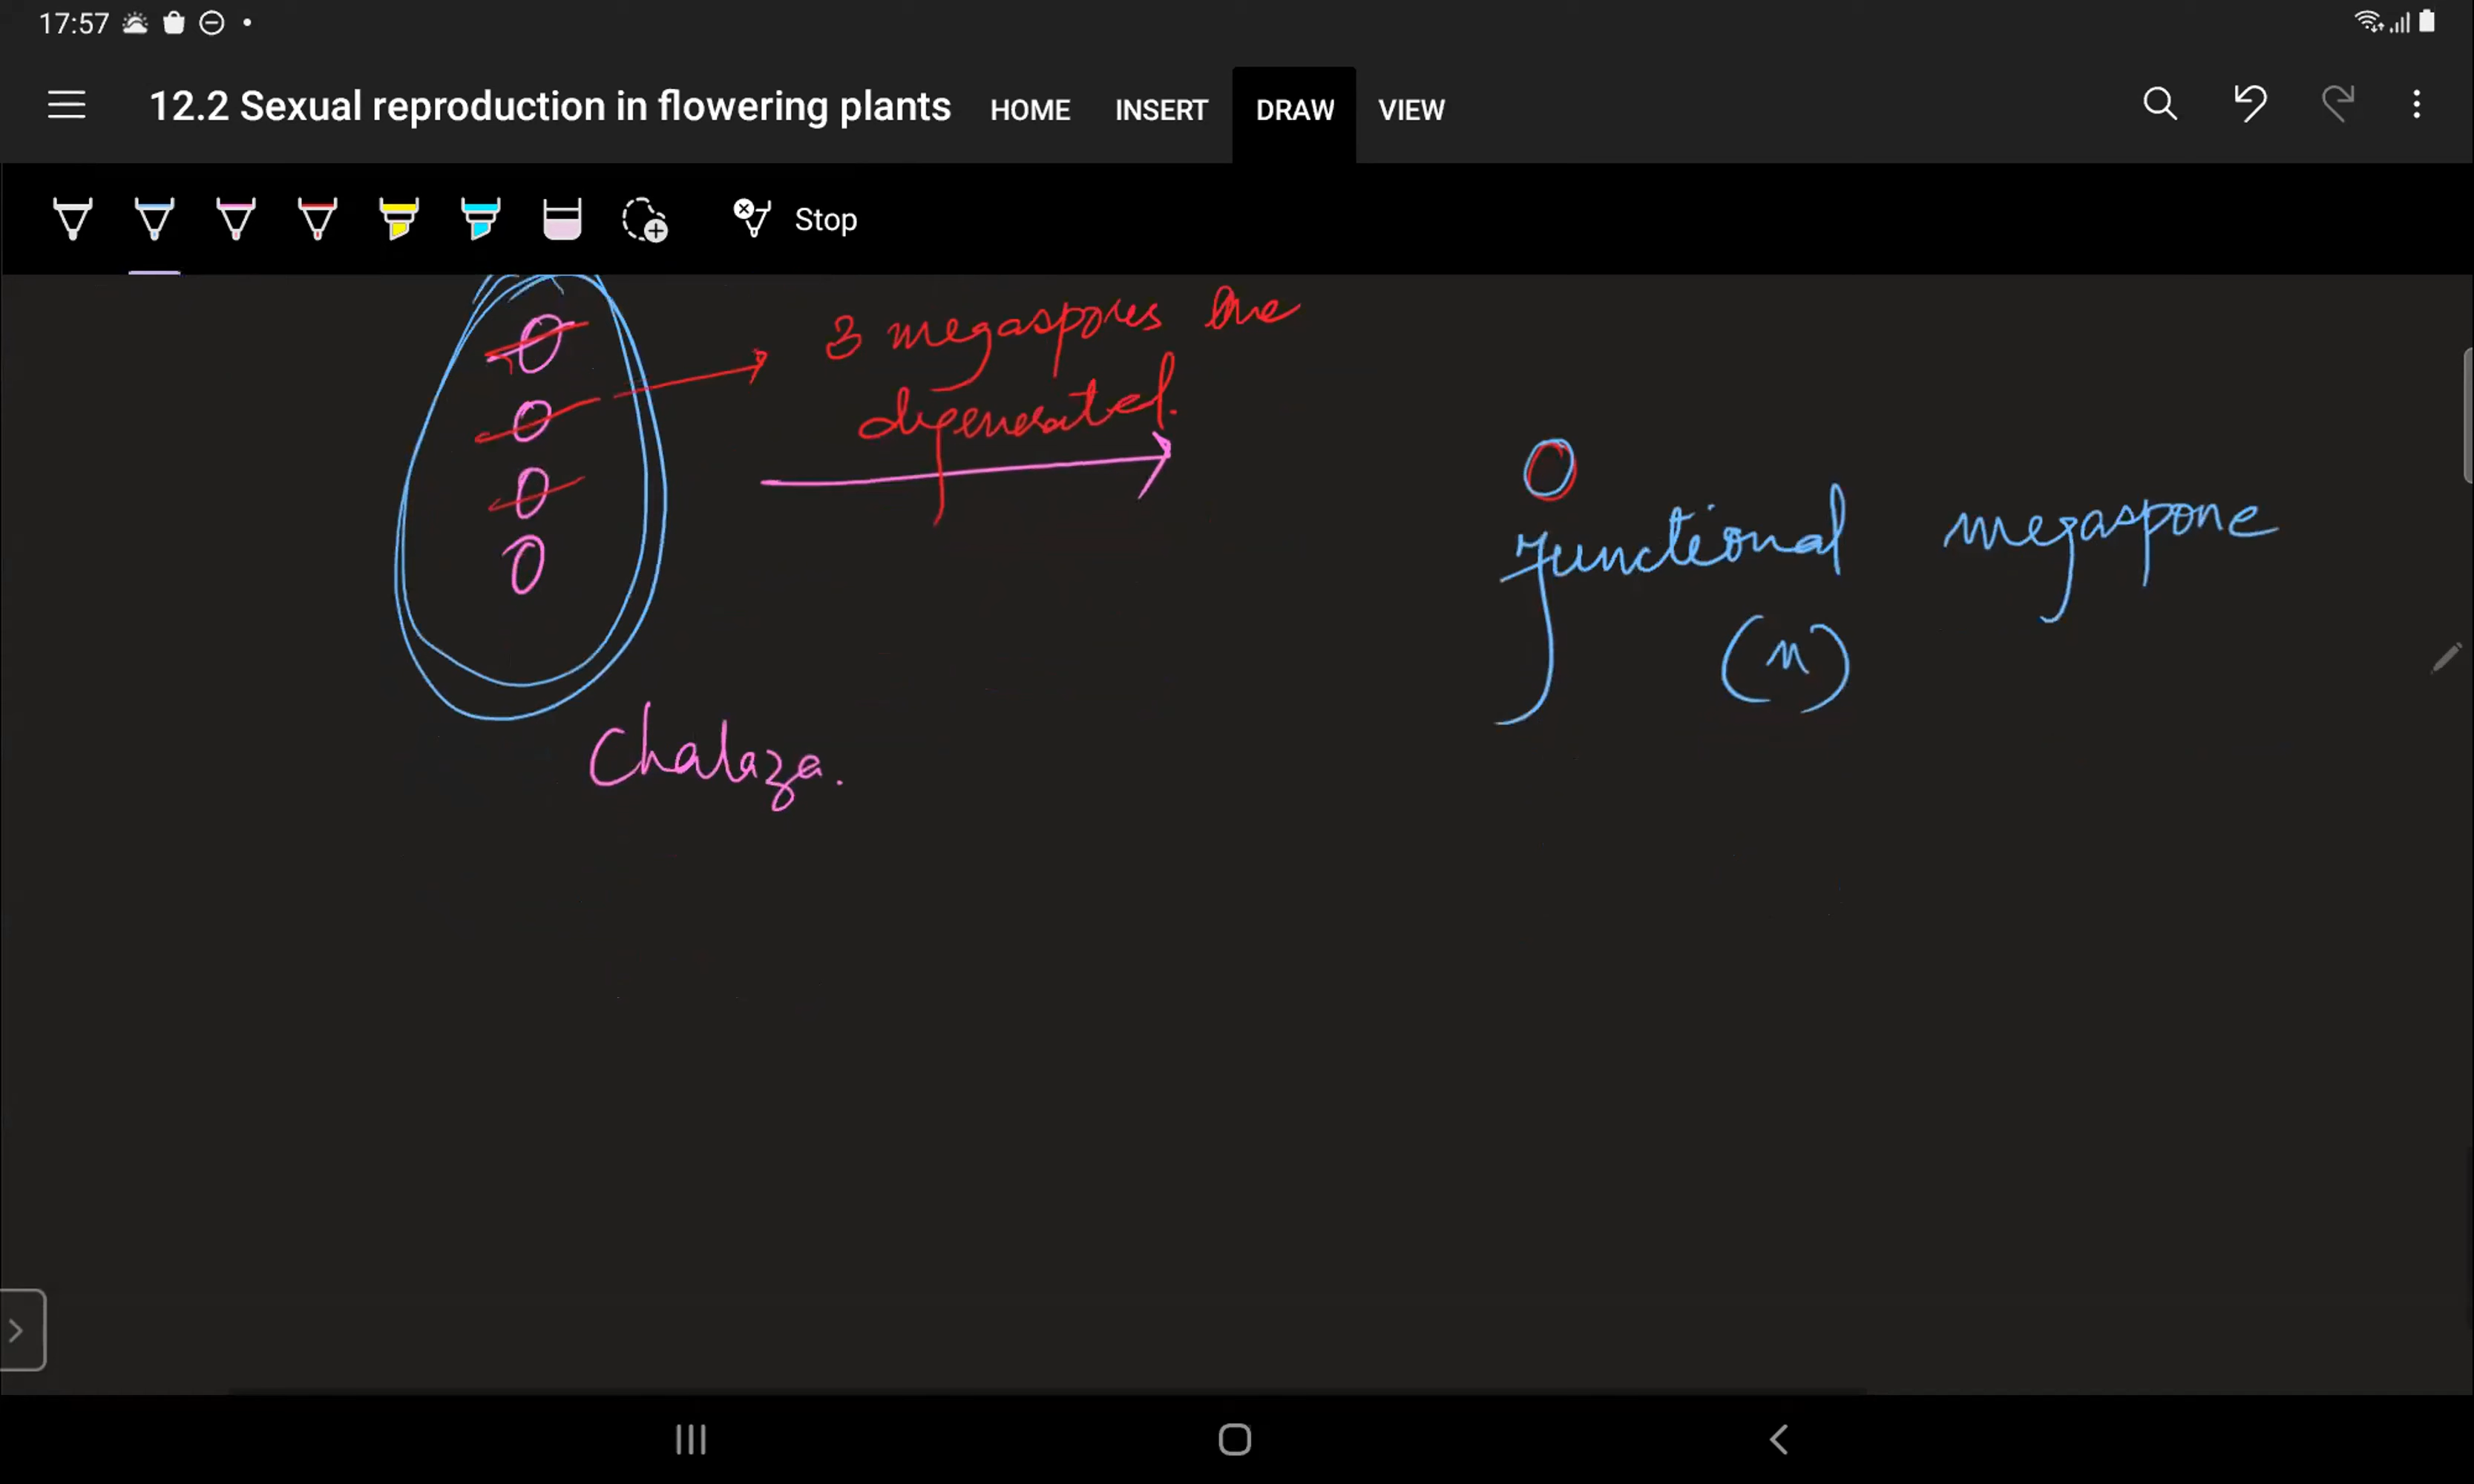 17:57
12.2 Sexual reproduction in flowering plants HOME INSERT DRAW VIEW
Stop
3 megaspores are
degenerated.
functional megaspore
(n)
Chalaza.